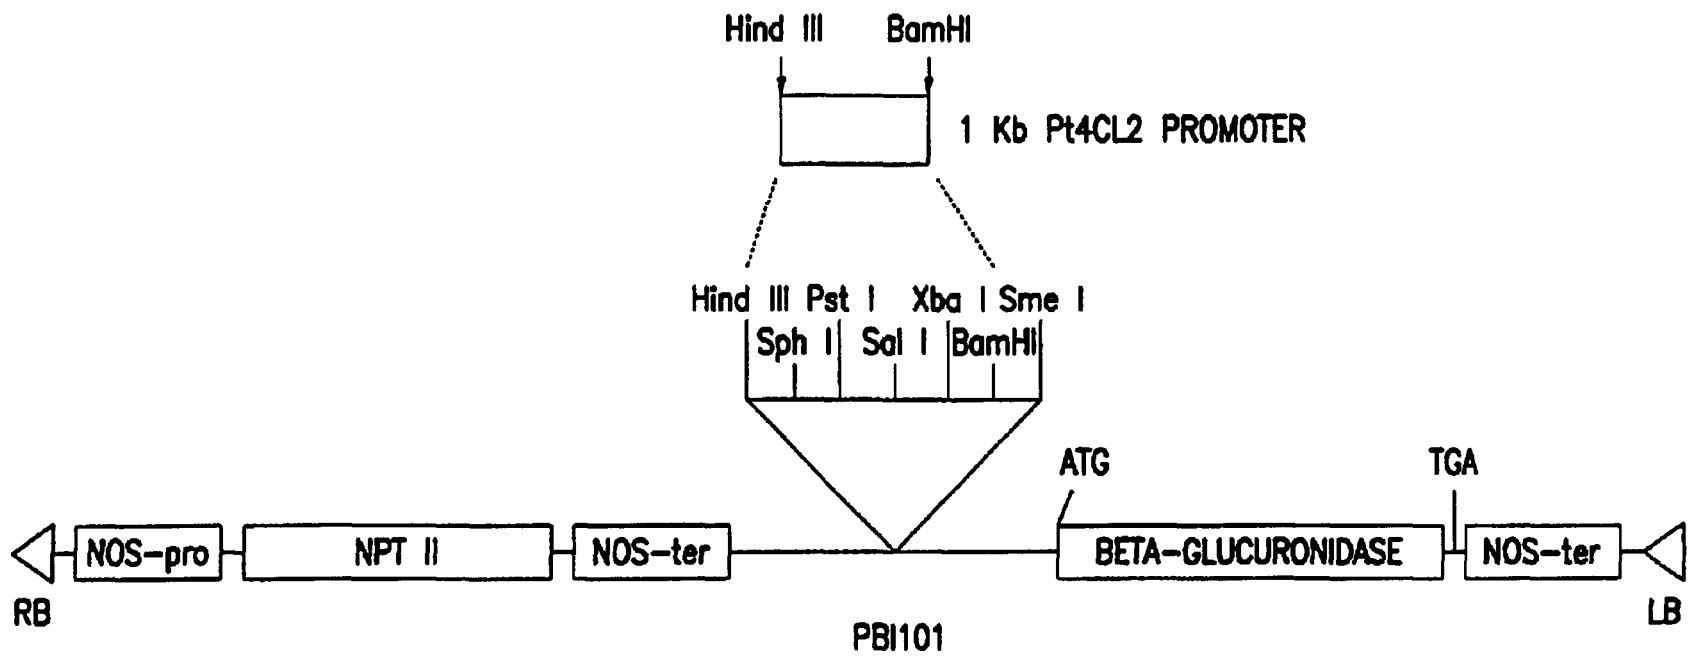 Hind III BamHI
1 Kb Pt4CL2 PROMOTER
Hind III Pst I Xba I Sme I
Sph I Sal I BamHI
ATG TGA
NOS-pro NPT II NOS-ter BETA-GLUCURONIDASE NOS-ter
RB LB
PBI101